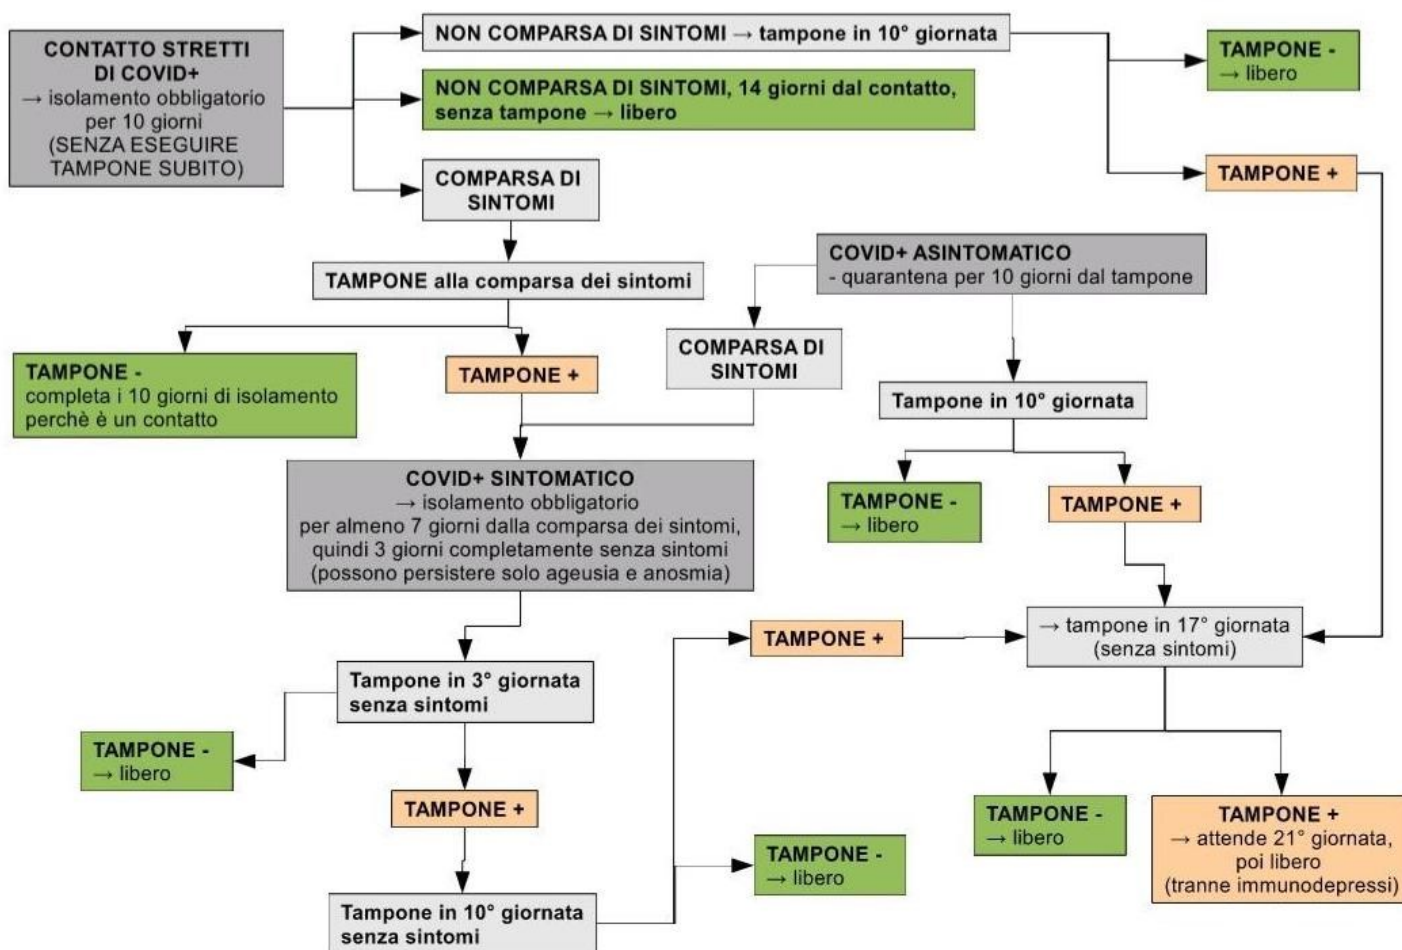 CONTATTO STRETTI
DI COVID+
→ isolamento obbligatorio
per 10 giorni
(SENZA ESEGUIRE
TAMPONE SUBITO)
NON COMPARSA DI SINTOMI → tampone in 10° giornata
NON COMPARSA DI SINTOMI, 14 giorni dal contatto,
senza tampone → libero
COMPARSA DI
SINTOMI
TAMPONE -
→ libero
TAMPONE +
TAMPONE alla comparsa dei sintomi
COVID+ ASINTOMATICO
- quarantena per 10 giorni dal tampone
TAMPONE -
completa i 10 giorni di isolamento
perchè è un contatto
TAMPONE +
COMPARSA DI
SINTOMI
Tampone in 10° giornata
COVID+ SINTOMATICO
→ isolamento obbligatorio
per almeno 7 giorni dalla comparsa dei sintomi,
quindi 3 giorni completamente senza sintomi
(possono persistere solo ageusia e anosmia)
TAMPONE -
→ libero
TAMPONE +
TAMPONE +
→ tampone in 17° giornata
(senza sintomi)
Tampone in 3° giornata
senza sintomi
TAMPONE -
→ libero
TAMPONE +
TAMPONE -
→ libero
TAMPONE -
→ libero
TAMPONE +
→ attende 21° giornata,
poi libero
(tranne immunodepressi)
Tampone in 10° giornata
senza sintomi